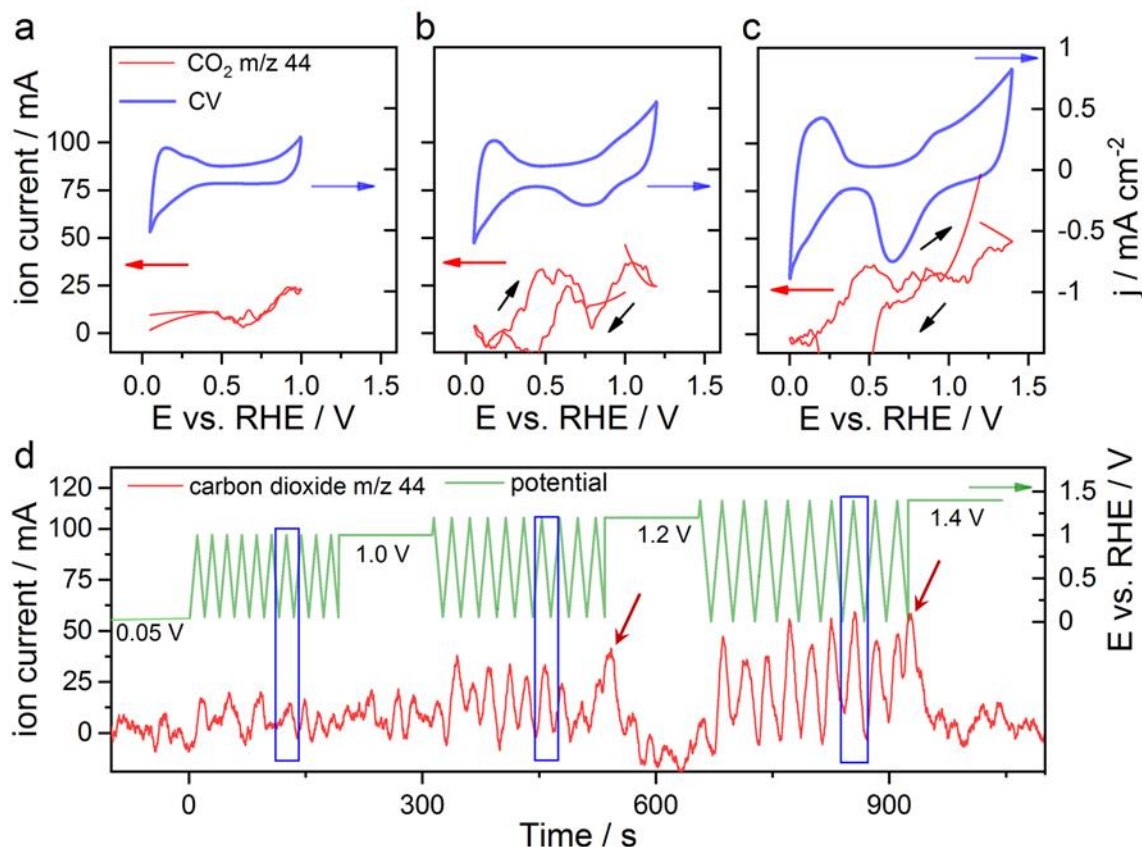 a
b
c
CO₂ m/z 44
CV
ion current / mA
100
75
50
25
0
1
0.5
0
-0.5
-1
j / mA cm⁻²
0.0 0.5 1.0 1.5
0.0 0.5 1.0 1.5
0.0 0.5 1.0 1.5
E vs. RHE / V
E vs. RHE / V
E vs. RHE / V
d
carbon dioxide m/z 44
potential
ion current / mA
120
100
75
50
25
0
1.5
1
0.5
0
E vs. RHE / V
0.05 V
1.0 V
1.2 V
1.4 V
0 300 600 900
Time / s